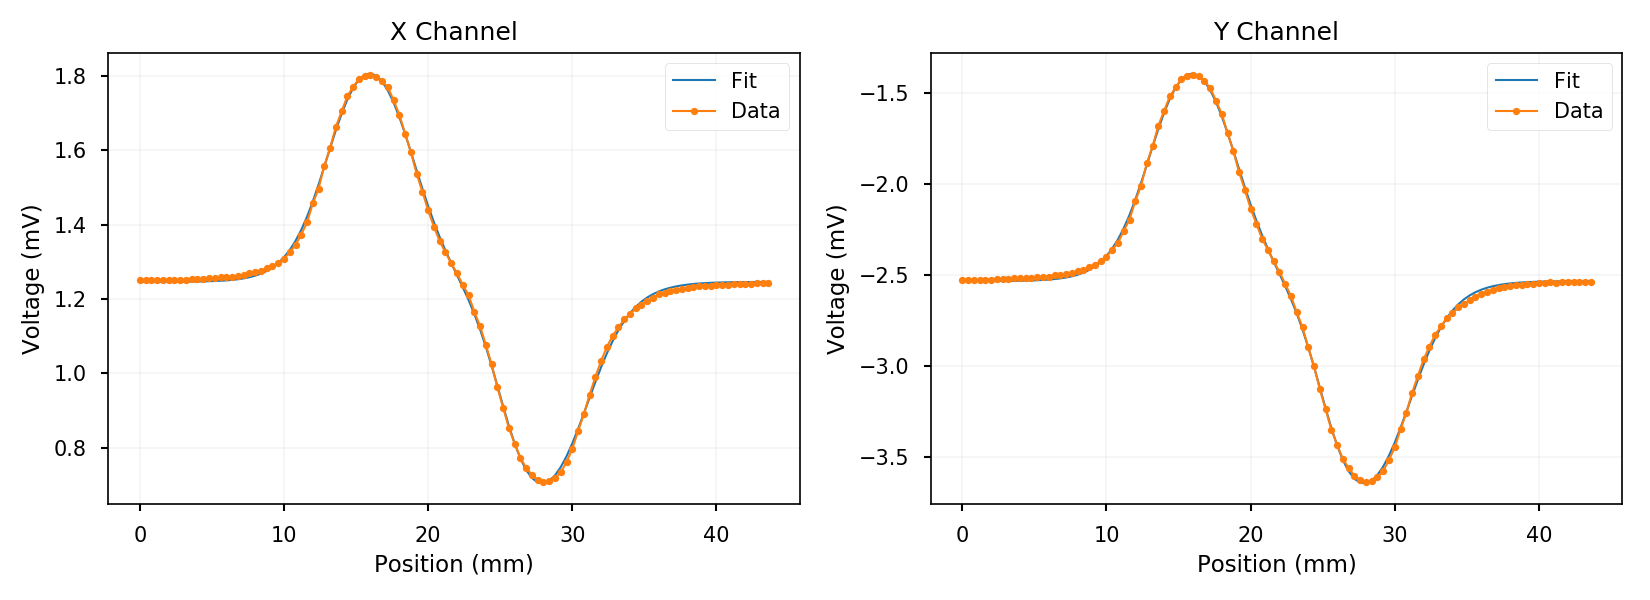 X Channel
Voltage (mV)
1.8
1.6
1.4
1.2
1.0
0.8
0 10 20 30 40
Position (mm)
Fit
Data
Y Channel
Voltage (mV)
−1.5
−2.0
−2.5
−3.0
−3.5
0 10 20 30 40
Position (mm)
Fit
Data